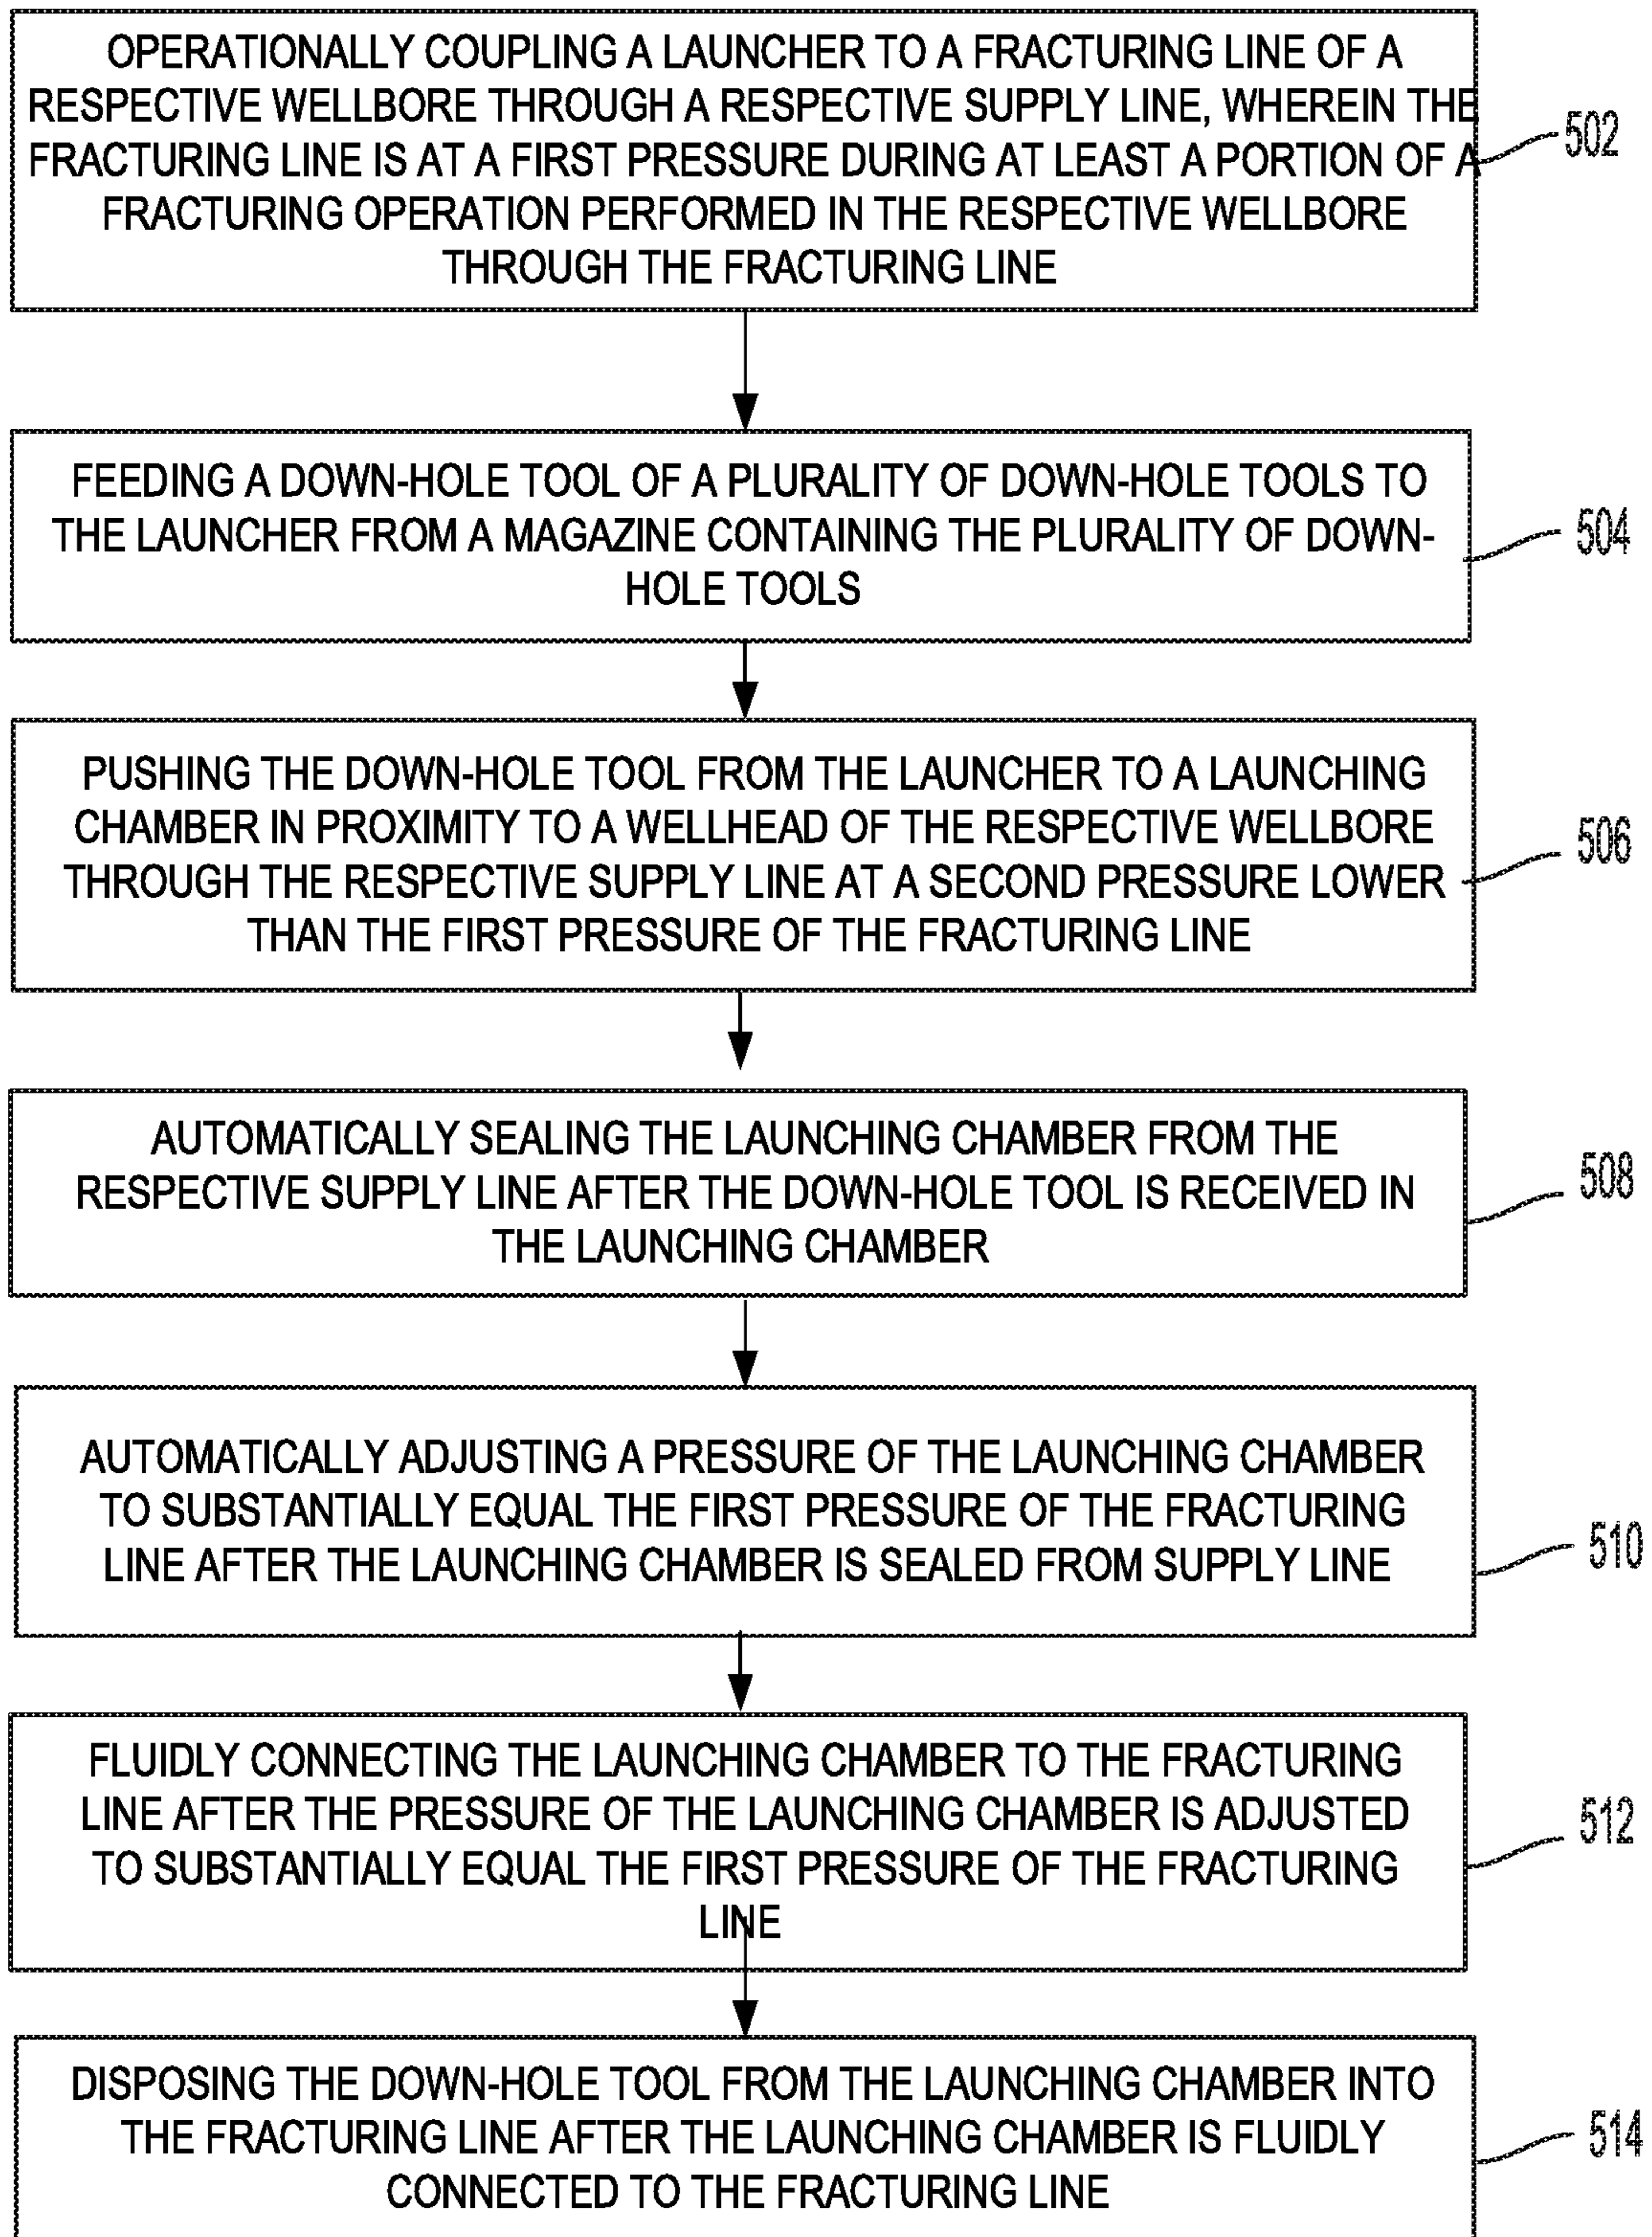 OPERATIONALLY COUPLING A LAUNCHER TO A FRACTURING LINE OF A
RESPECTIVE WELLBORE THROUGH A RESPECTIVE SUPPLY LINE, WHEREIN THE
FRACTURING LINE IS AT A FIRST PRESSURE DURING AT LEAST A PORTION OF A
FRACTURING OPERATION PERFORMED IN THE RESPECTIVE WELLBORE
THROUGH THE FRACTURING LINE
502
FEEDING A DOWN-HOLE TOOL OF A PLURALITY OF DOWN-HOLE TOOLS TO
THE LAUNCHER FROM A MAGAZINE CONTAINING THE PLURALITY OF DOWN-
HOLE TOOLS
504
PUSHING THE DOWN-HOLE TOOL FROM THE LAUNCHER TO A LAUNCHING
CHAMBER IN PROXIMITY TO A WELLHEAD OF THE RESPECTIVE WELLBORE
THROUGH THE RESPECTIVE SUPPLY LINE AT A SECOND PRESSURE LOWER
THAN THE FIRST PRESSURE OF THE FRACTURING LINE
506
AUTOMATICALLY SEALING THE LAUNCHING CHAMBER FROM THE
RESPECTIVE SUPPLY LINE AFTER THE DOWN-HOLE TOOL IS RECEIVED IN
THE LAUNCHING CHAMBER
508
AUTOMATICALLY ADJUSTING A PRESSURE OF THE LAUNCHING CHAMBER
TO SUBSTANTIALLY EQUAL THE FIRST PRESSURE OF THE FRACTURING
LINE AFTER THE LAUNCHING CHAMBER IS SEALED FROM SUPPLY LINE
510
FLUIDLY CONNECTING THE LAUNCHING CHAMBER TO THE FRACTURING
LINE AFTER THE PRESSURE OF THE LAUNCHING CHAMBER IS ADJUSTED
TO SUBSTANTIALLY EQUAL THE FIRST PRESSURE OF THE FRACTURING
LINE
512
DISPOSING THE DOWN-HOLE TOOL FROM THE LAUNCHING CHAMBER INTO
THE FRACTURING LINE AFTER THE LAUNCHING CHAMBER IS FLUIDLY
CONNECTED TO THE FRACTURING LINE
514